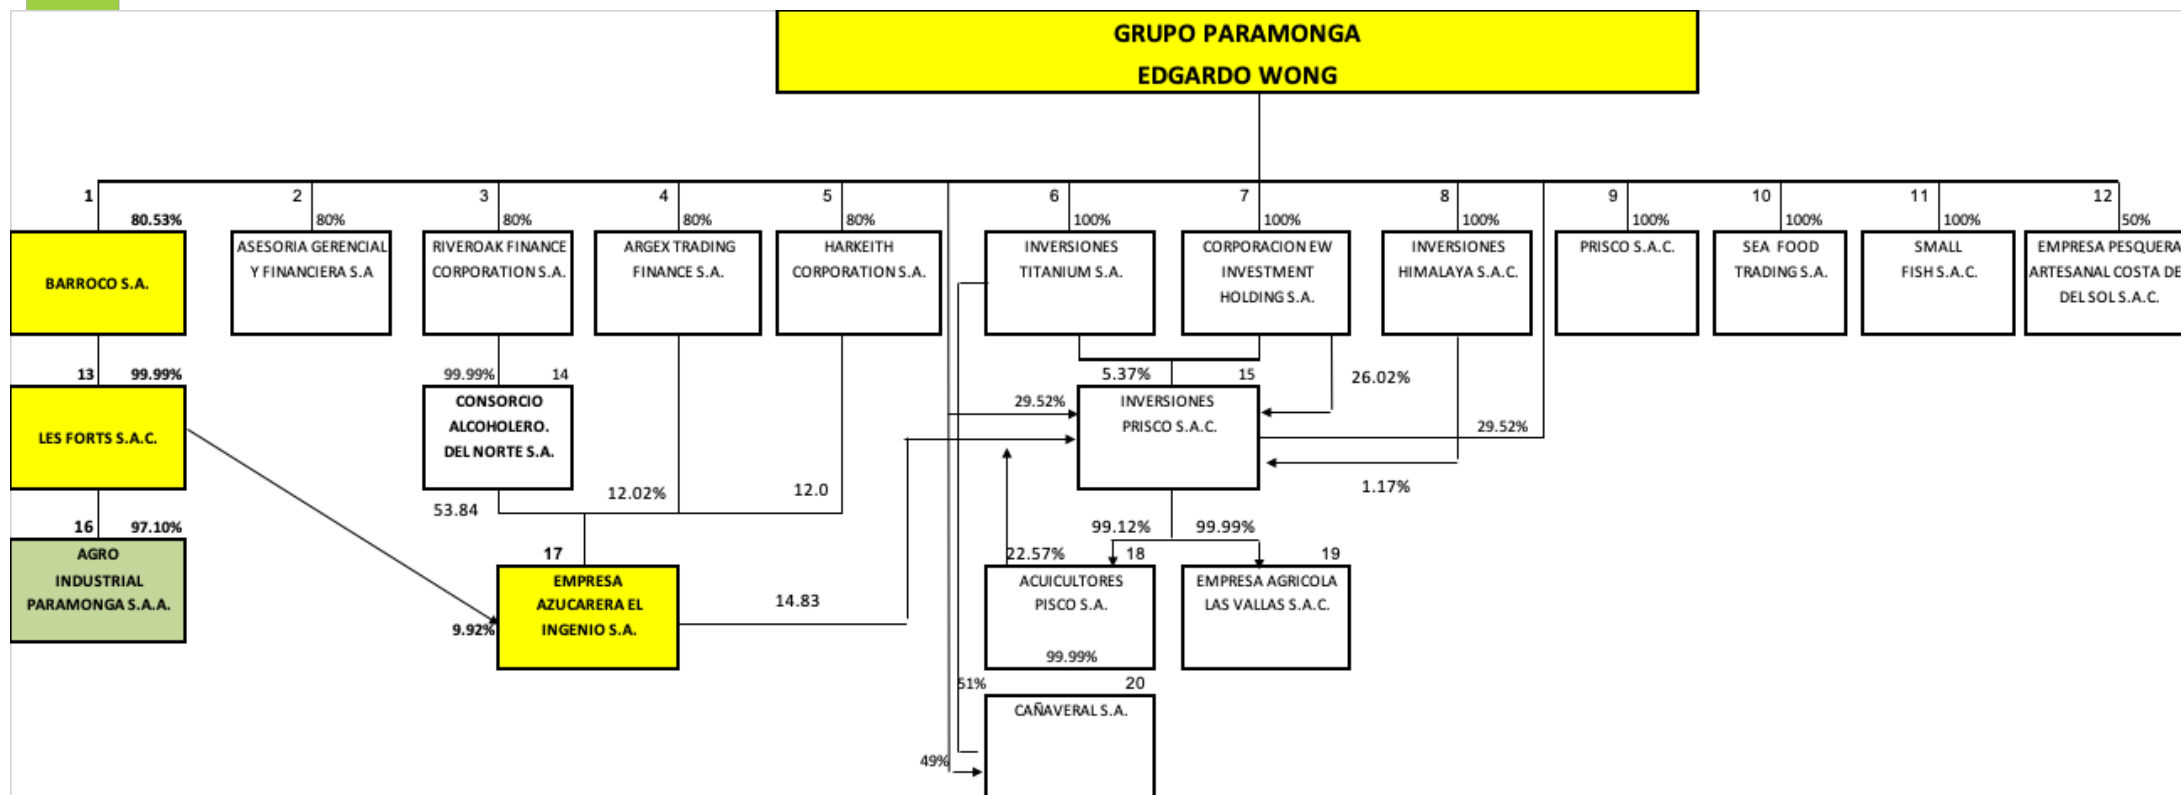 GRUPO PARAMONGA
EDGARDO WONG
1
2
3
4
5
6
7
8
9
10
11
12
80.53%
80%
80%
80%
80%
100%
100%
100%
100%
100%
100%
50%
BARROCO S.A.
ASESORIA GERENCIAL
Y FINANCIERA S.A
RIVEROAK FINANCE
CORPORATION S.A.
ARGEX TRADING
FINANCE S.A.
HARKEITH
CORPORATION S.A.
INVERSIONES
TITANIUM S.A.
CORPORACION EW
INVESTMENT
HOLDING S.A.
INVERSIONES
HIMALAYA S.A.C.
PRISCO S.A.C.
SEA FOOD
TRADING S.A.
SMALL
FISH S.A.C.
EMPRESA PESQUERA
ARTESANAL COSTA DE
DEL SOL S.A.C.
13 99.99%
99.99% 14
5.37% 15
26.02%
LES FORTS S.A.C.
CONSORCIO
ALCOHOLERO.
DEL NORTE S.A.
29.52%
INVERSIONES
PRISCO S.A.C.
29.52%
1.17%
53.84
12.02%
12.0
16 97.10%
99.12% 99.99%
17
22.57% 18
19
AGRO
INDUSTRIAL
PARAMONGA S.A.A.
9.92%
EMPRESA
AZUCARERA EL
INGENIO S.A.
14.83
ACUICULTORES
PISCO S.A.
99.99%
EMPRESA AGRICOLA
LAS VALLAS S.A.C.
51% 20
CAÑAVERAL S.A.
49%